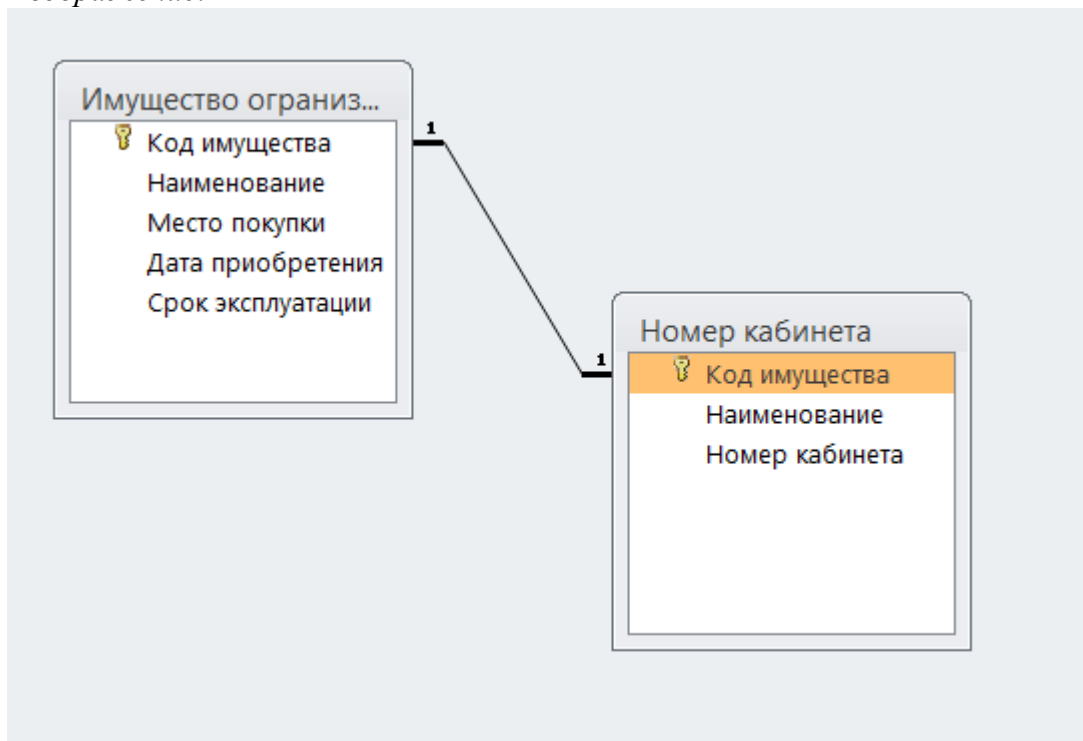 Имущество ограниз...
Код имущества
Наименование
Место покупки
Дата приобретения
Срок эксплуатации
1
1
Номер кабинета
Код имущества
Наименование
Номер кабинета